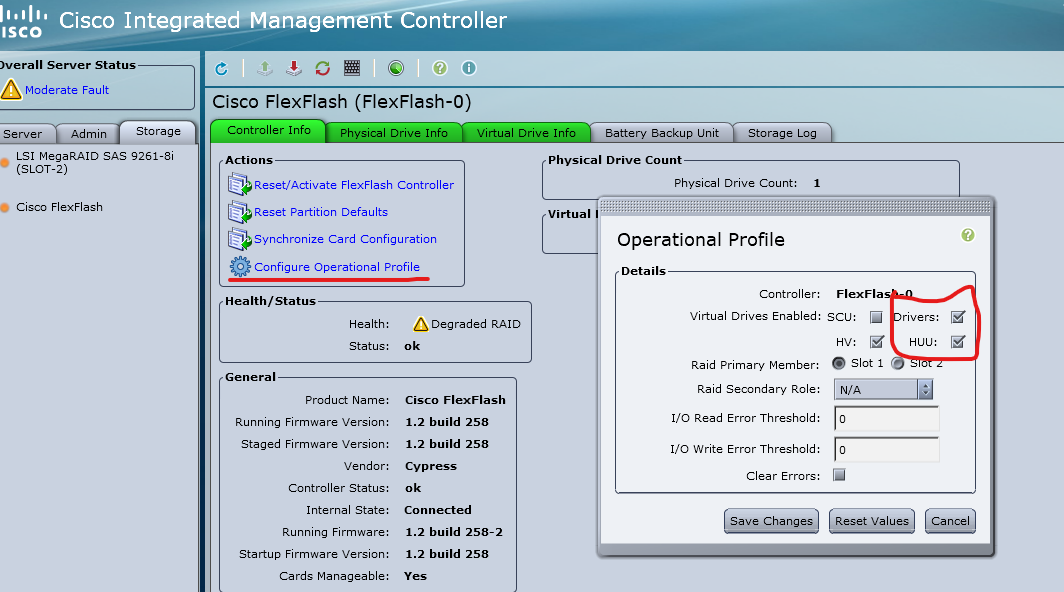 Cisco Integrated Management Controller
isco
Overall Server Status
Moderate Fault
Server Admin Storage
LSI MegaRAID SAS 9261-8i
(SLOT-2)
Cisco FlexFlash
Cisco FlexFlash (FlexFlash-0)
Controller Info Physical Drive Info Virtual Drive Info Battery Backup Unit Storage Log
Actions
Reset/Activate FlexFlash Controller
Reset Partition Defaults
Synchronize Card Configuration
Configure Operational Profile
Physical Drive Count
Physical Drive Count: 1
Virtual
Health/Status
Health: Degraded RAID
Status: ok
General
Product Name: Cisco FlexFlash
Running Firmware Version: 1.2 build 258
Staged Firmware Version: 1.2 build 258
Vendor: Cypress
Controller Status: ok
Internal State: Connected
Running Firmware: 1.2 build 258-2
Startup Firmware Version: 1.2 build 258
Cards Manageable: Yes
Operational Profile
Details
Controller: FlexFlash-0
Virtual Drives Enabled: SCU: Drivers:
HV: HUU:
Raid Primary Member: Slot 1 Slot 2
Raid Secondary Role: N/A
I/O Read Error Threshold: 0
I/O Write Error Threshold: 0
Clear Errors:
Save Changes Reset Values Cancel